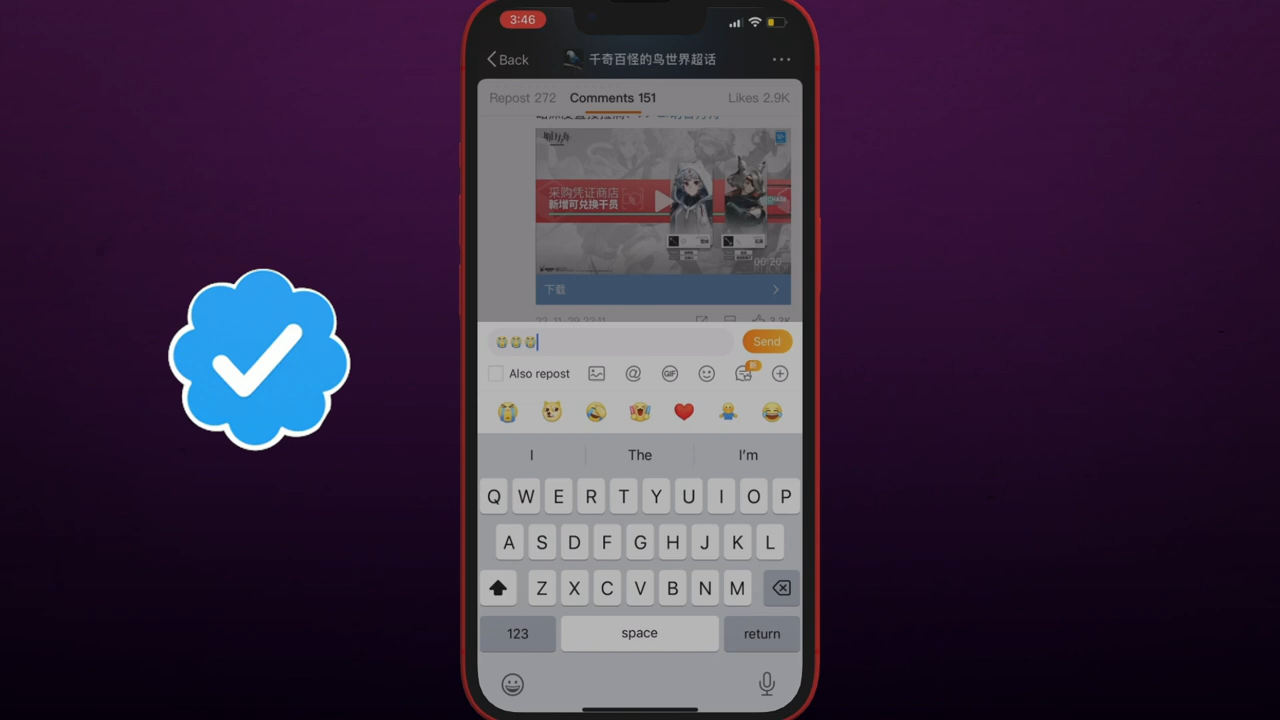 3:46
Back
千奇百怪的鸟世界超话
Repost 272 Comments 151 Likes 2.9K
采购凭证商店
新增可兑换干员
00:20
下载
Send
Also repost
GIF
新
I The I'm
Q W E R T Y U I O P
A S D F G H J K L
Z X C V B N M
123 space return